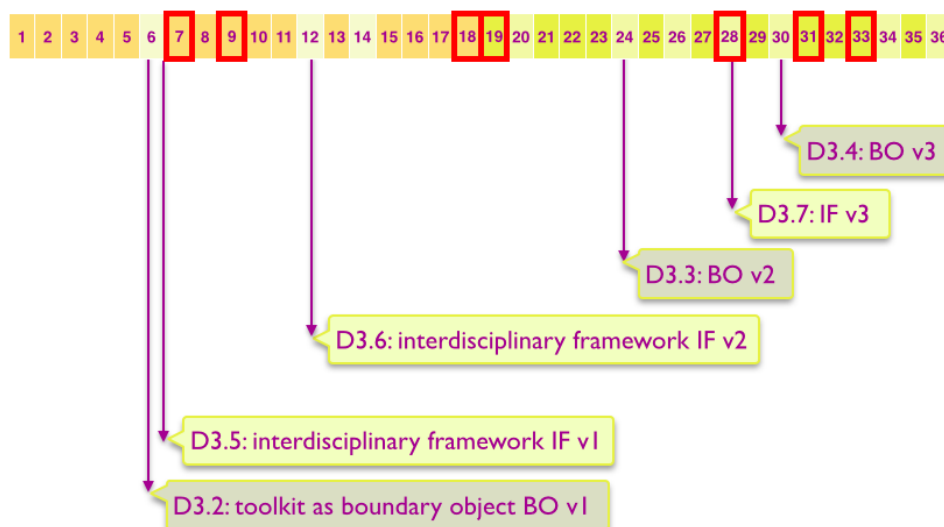 1 2 3 4 5 6 7 8 9 10 11 12 13 14 15 16 17 18 19 20 21 22 23 24 25 26 27 28 29 30 31 32 33 34 35 36
D3.4: BO v3
D3.7: IF v3
D3.3: BO v2
D3.6: interdisciplinary framework IF v2
D3.5: interdisciplinary framework IF v1
D3.2: toolkit as boundary object BO v1